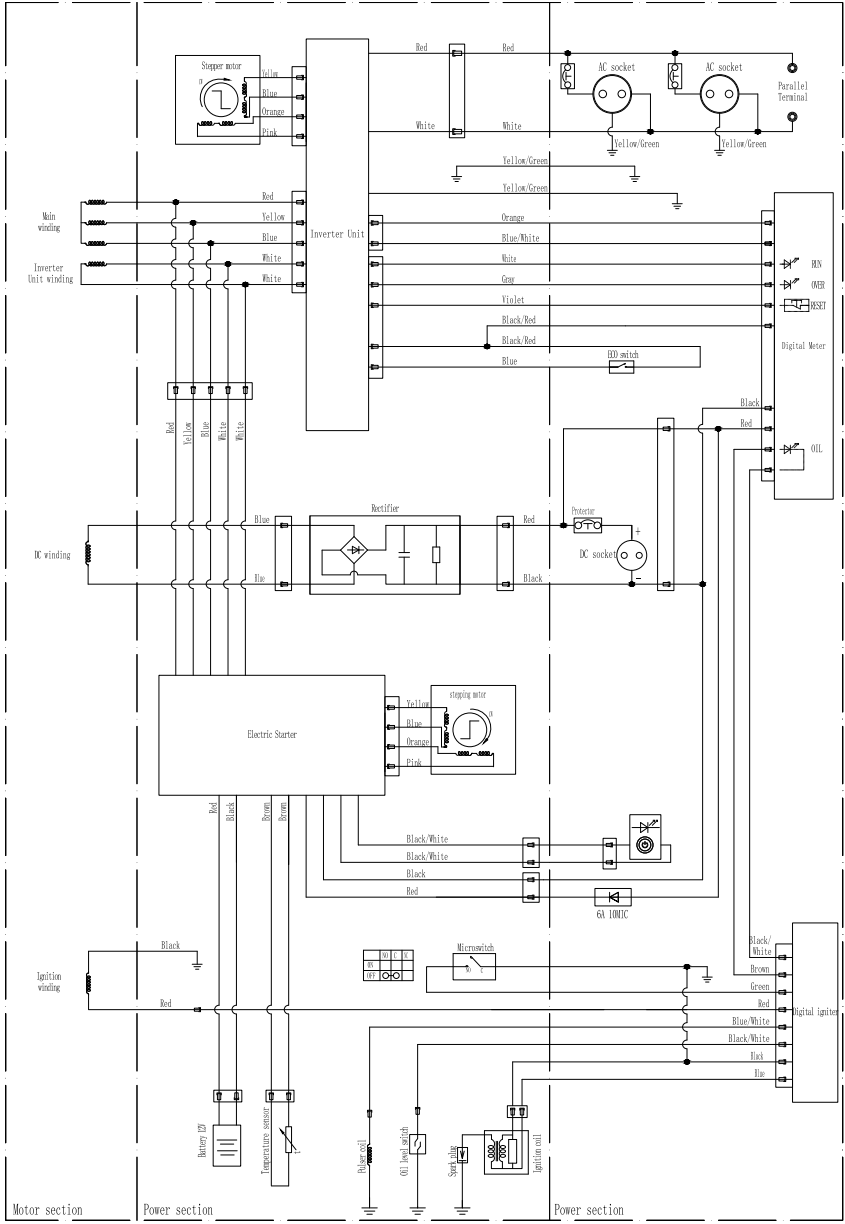 Stepper motor
Yellow
Blue
Orange
Pink
Red
Red
White
White
AC socket
AC socket
Parallel
Terminal
Yellow/Green
Yellow/Green
Yellow/Green
Yellow/Green
Main
winding
Inverter
Unit winding
Red
Yellow
Blue
White
White
Inverter Unit
Orange
Blue/White
White
Gray
Violet
Black/Red
Black/Red
Blue
ECO switch
RUN
OVER
RESET
Digital Meter
Black
Red
OIL
Red
Yellow
Blue
White
White
DC winding
Blue
Blue
Rectifier
Red
Black
Protector
DC socket
+
−
Electric Starter
Yellow
Blue
Orange
Pink
stepping motor
Red
Black
Brown
Brown
Black/White
Black/White
Black
Red
6A 10MIC
Ignition
winding
Black
Red
NO C
ON
OFF
Microswitch
NO C
Black/
White
Brown
Green
Red
Blue/White
Black/White
Black
Blue
Digital igniter
Battery 12V
Temperature sensor
Pulser coil
Oil level switch
Spark plug
Ignition coil
Motor section
Power section
Power section